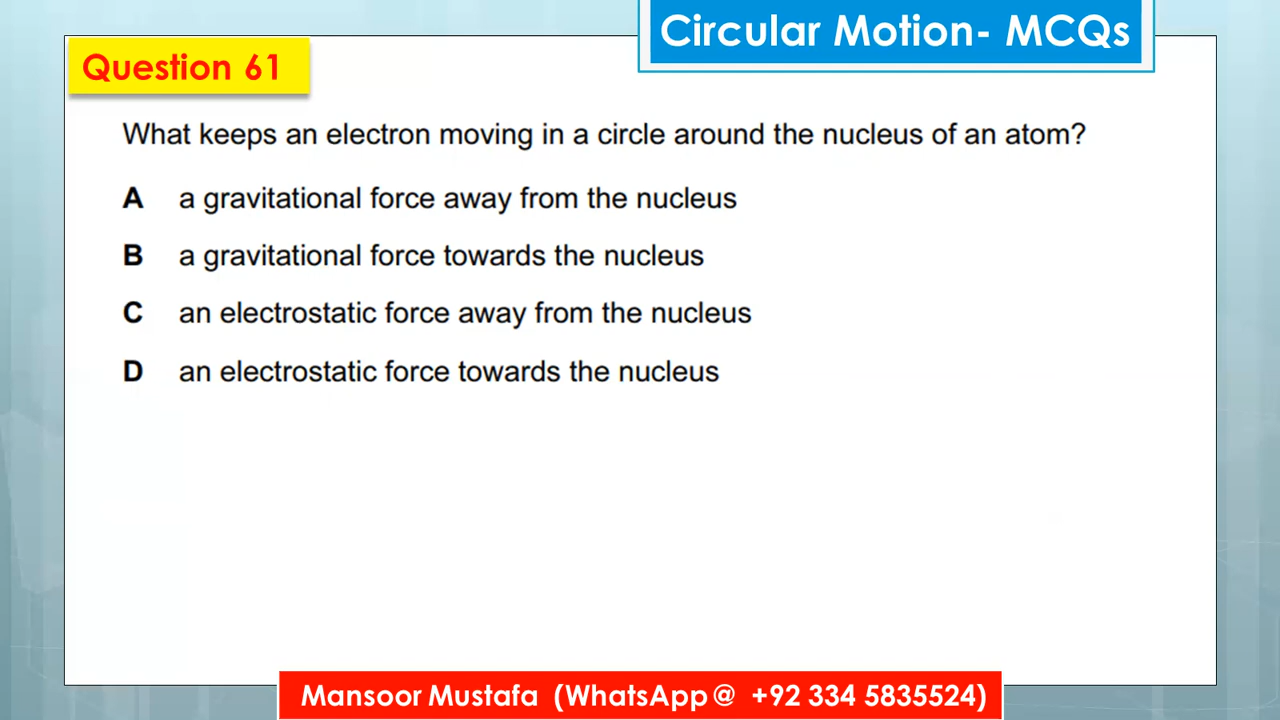 Circular Motion- MCQs
Question 61
What keeps an electron moving in a circle around the nucleus of an atom?
A a gravitational force away from the nucleus
B a gravitational force towards the nucleus
C an electrostatic force away from the nucleus
D an electrostatic force towards the nucleus
Mansoor Mustafa (WhatsApp@ +92 334 5835524)